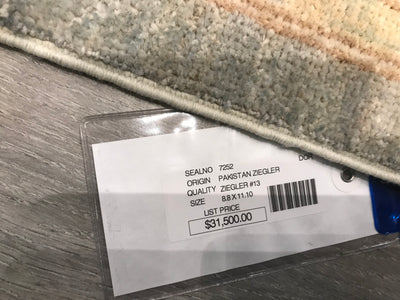 SEALNO 7252
ORIGIN PAKISTAN ZIEGLER
QUALITY ZIEGLER #13
SIZE 8.8 X 11.10
LIST PRICE
$31,500.00